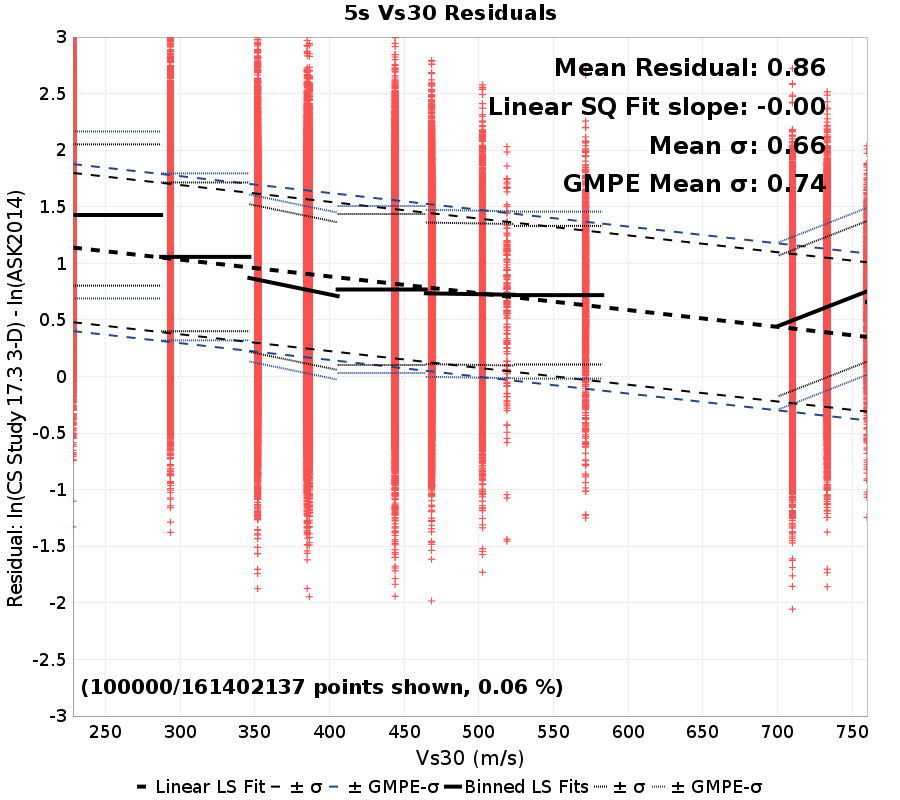 5s Vs30 Residuals
Mean Residual: 0.86
Linear SQ Fit slope: -0.00
Mean σ: 0.66
GMPE Mean σ: 0.74
Residual: ln(CS Study 17.3 3-D) - ln(ASK2014)
3
2.5
2
1.5
1
0.5
0
-0.5
-1
-1.5
-2
-2.5
-3
(100000/161402137 points shown, 0.06 %)
250 300 350 400 450 500 550 600 650 700 750
Vs30 (m/s)
Linear LS Fit ± σ ± GMPE-σ Binned LS Fits ± σ ± GMPE-σ